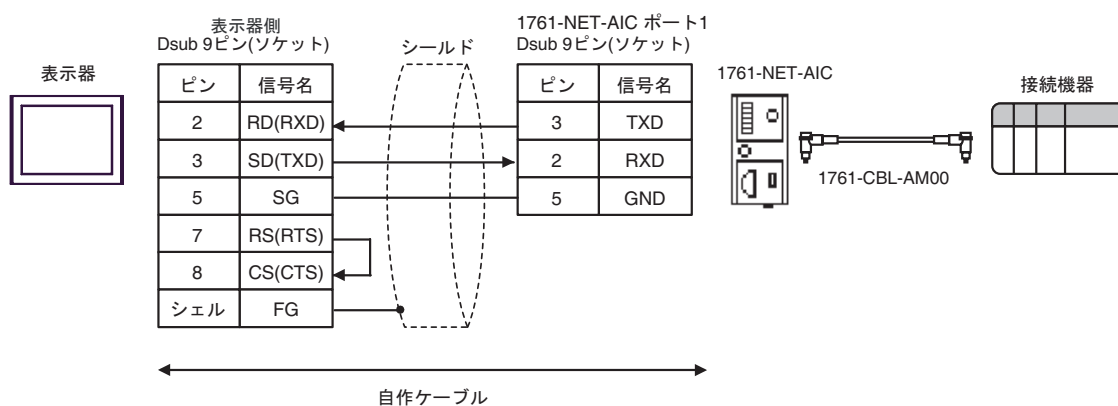 表示器
表示器側
Dsub 9ピン(ソケット)
ピン 信号名
2 RD(RXD)
3 SD(TXD)
5 SG
7 RS(RTS)
8 CS(CTS)
シェル FG
シールド
1761-NET-AIC ポート1
Dsub 9ピン(ソケット)
ピン 信号名
3 TXD
2 RXD
5 GND
1761-NET-AIC
1761-CBL-AM00
接続機器
自作ケーブル